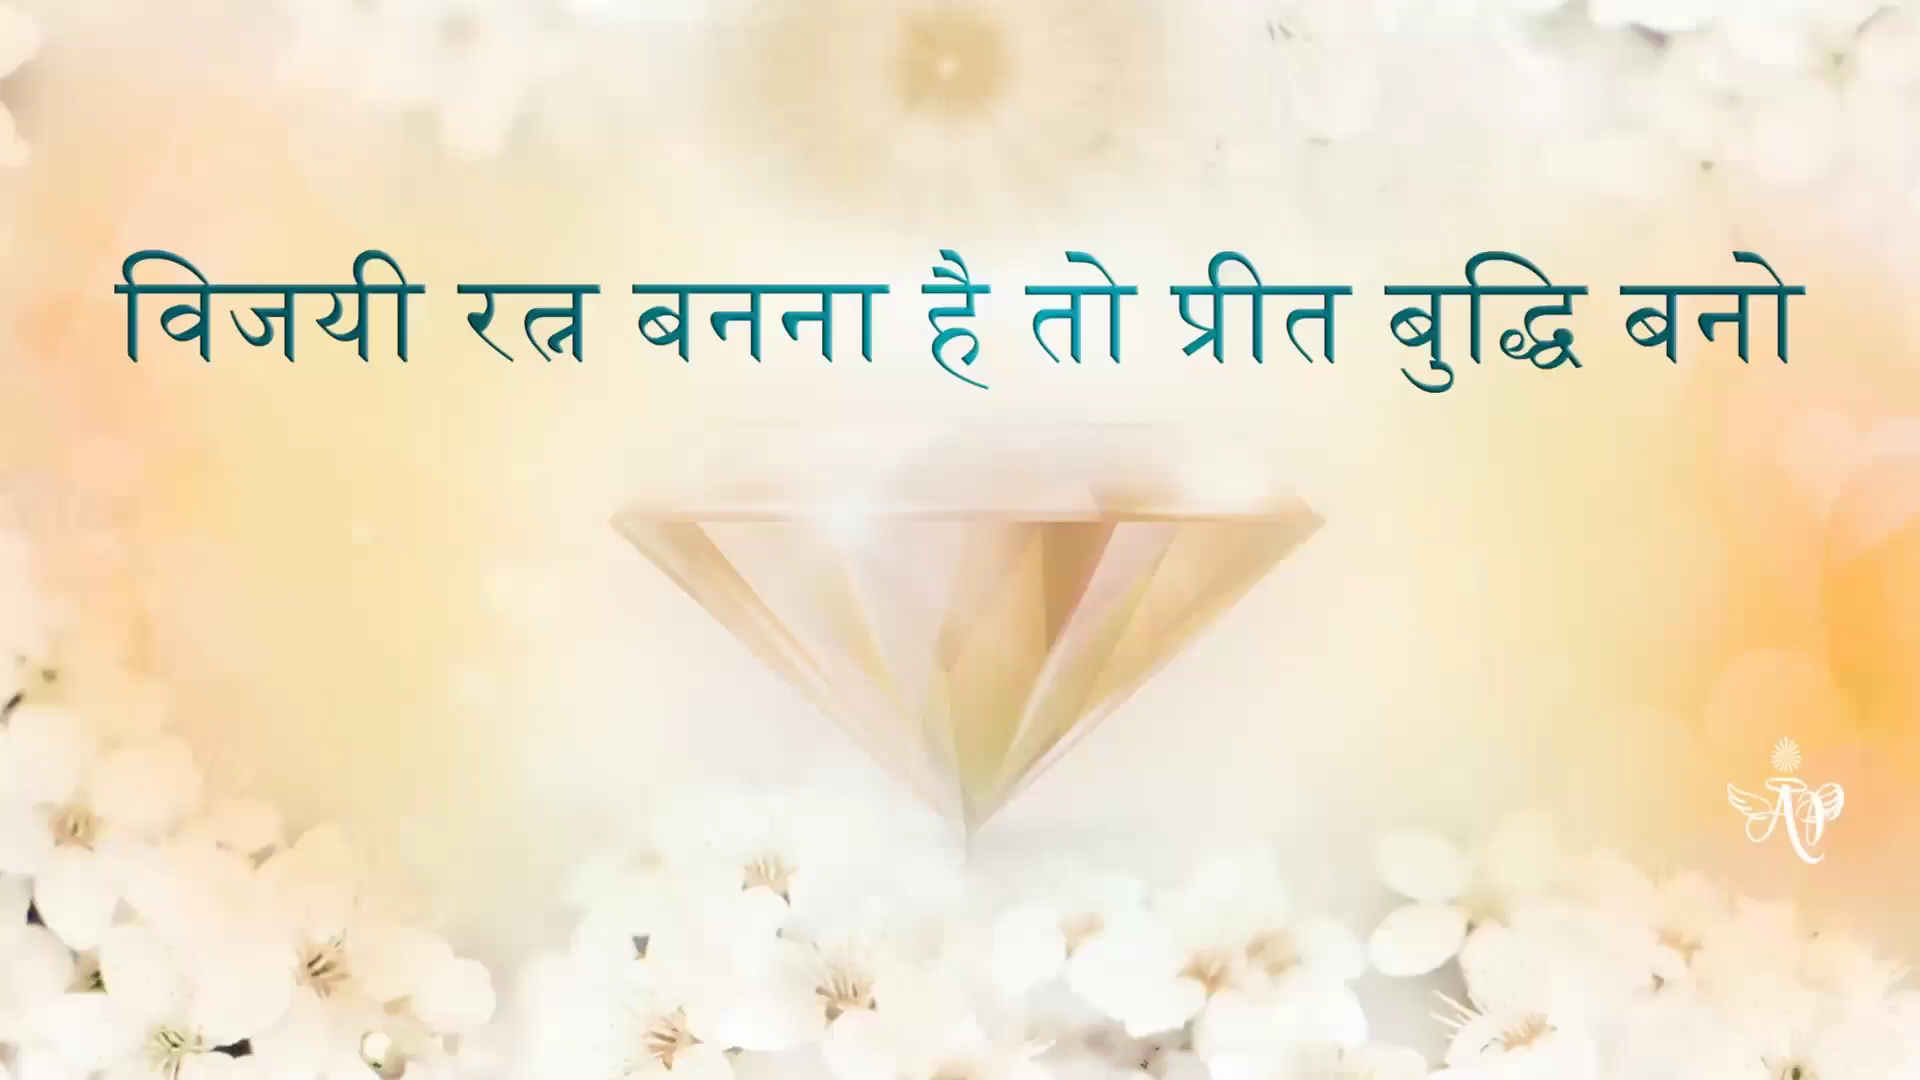 विजयी रत्न बनना है तो प्रीत बुद्धि बनो